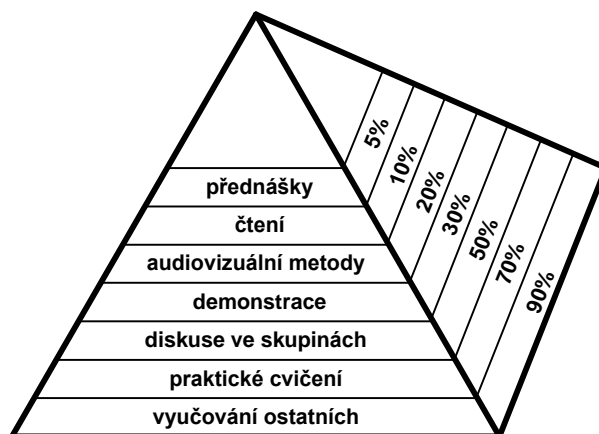 přednášky
čtení
audiovizuální metody
demonstrace
diskuse ve skupinách
praktické cvičení
vyučování ostatních
5%
10%
20%
30%
50%
70%
90%